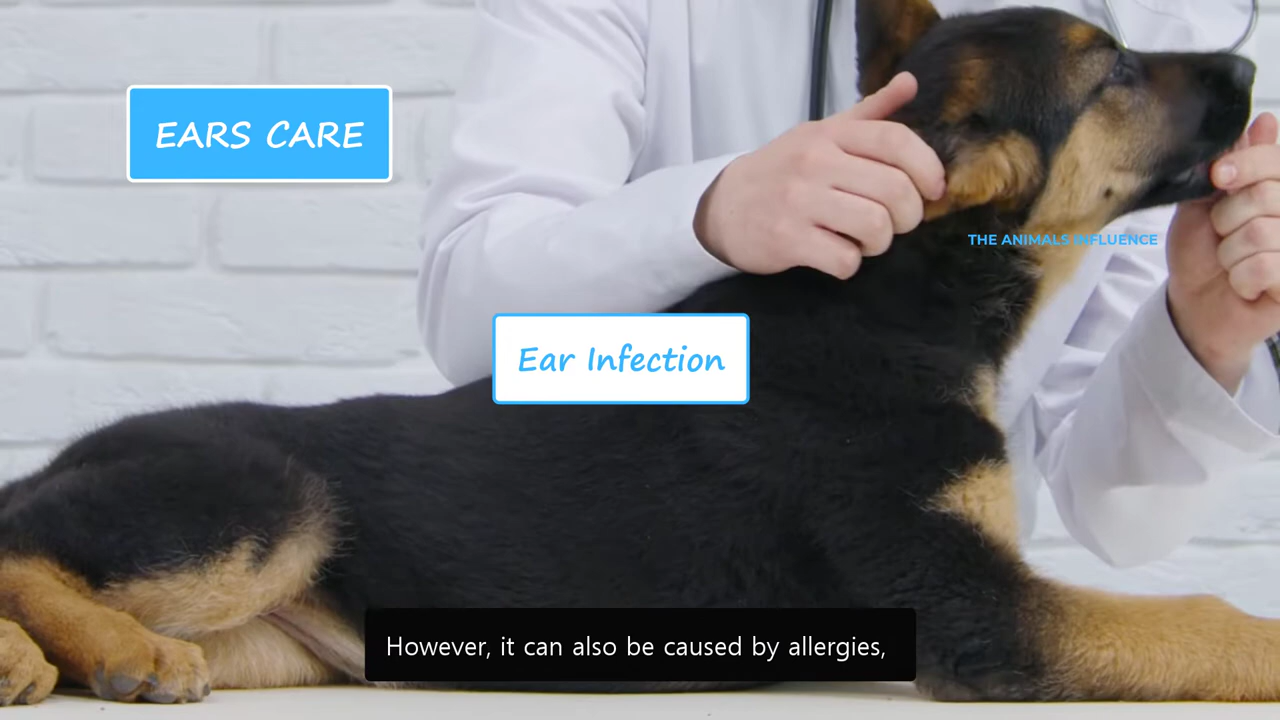 EARS CARE
THE ANIMALS INFLUENCE
Ear Infection
However, it can also be caused by allergies,